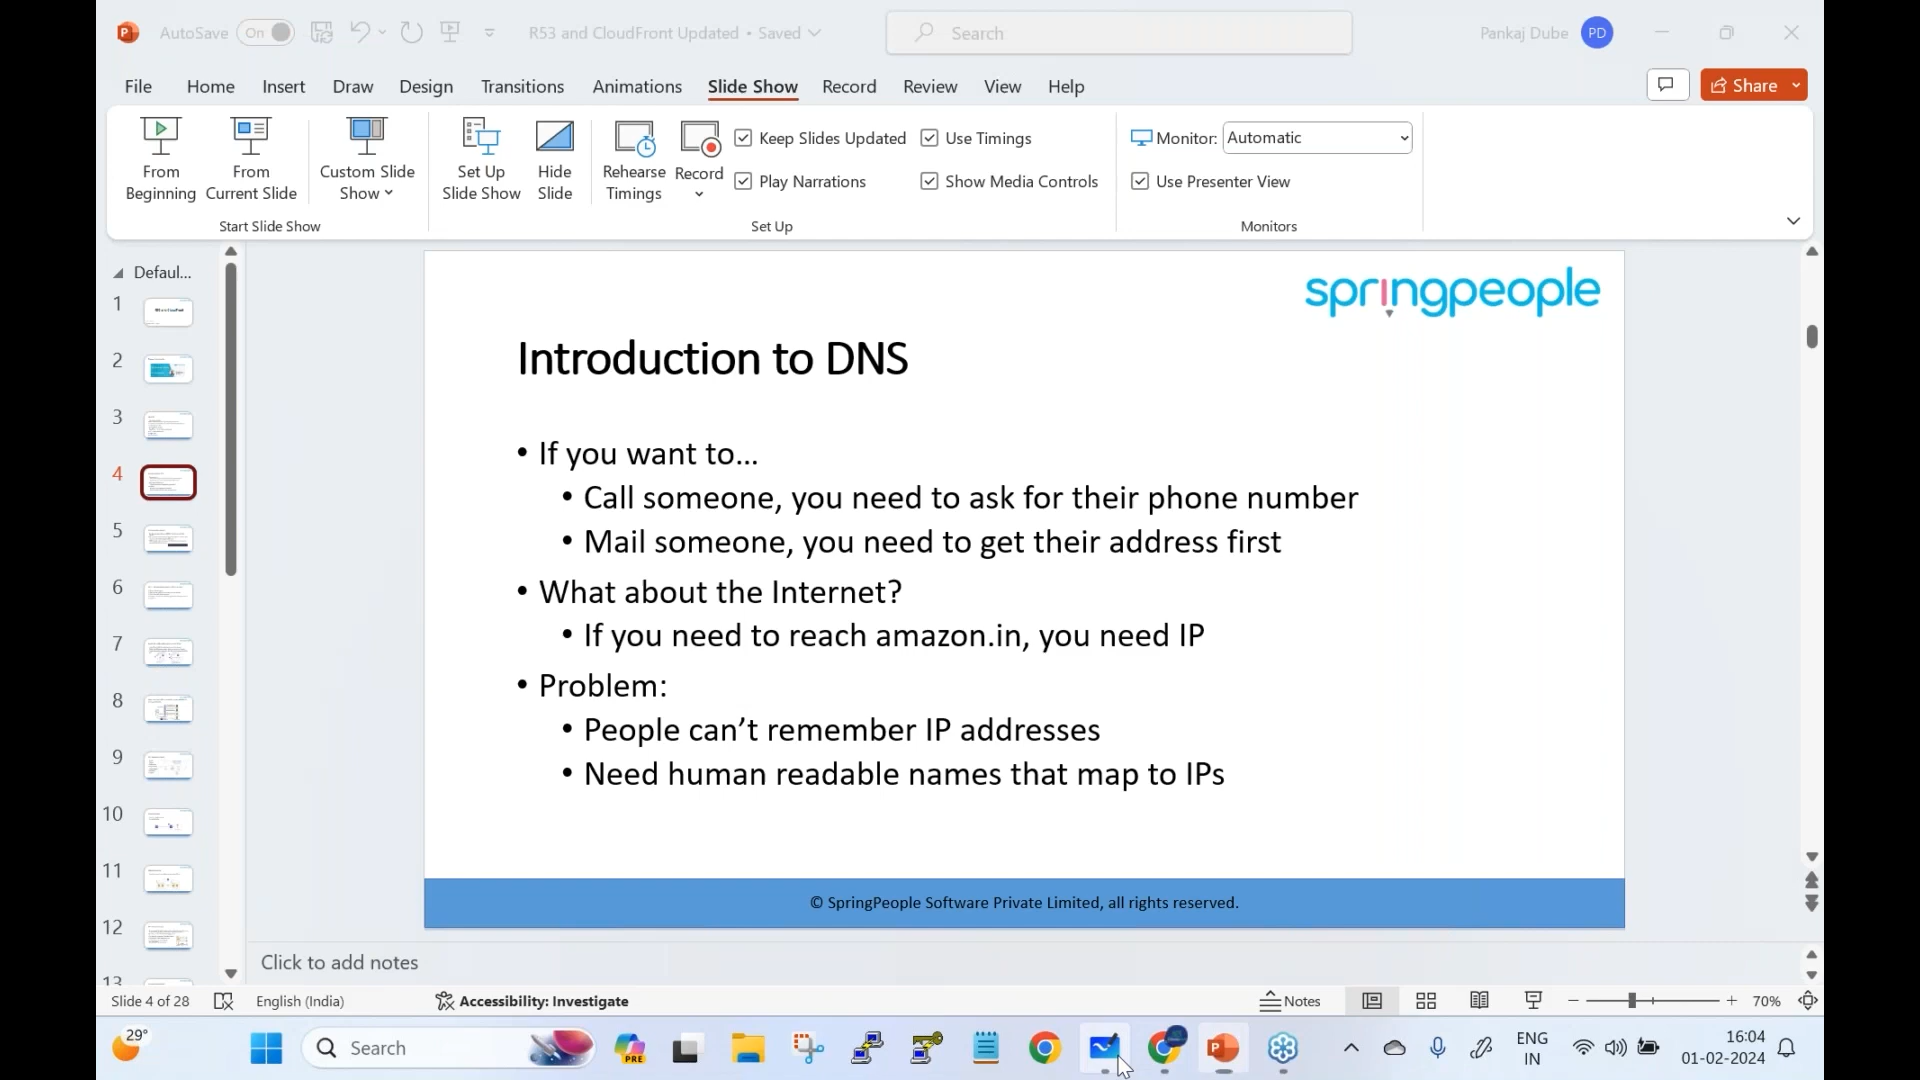 AutoSave On R53 and CloudFront Updated • Saved Search Pankaj Dube PD
File Home Insert Draw Design Transitions Animations Slide Show Record Review View Help Share
From Beginning
From Current Slide
Custom Slide Show
Start Slide Show
Set Up Slide Show
Hide Slide
Rehearse Timings
Record
Keep Slides Updated
Play Narrations
Use Timings
Show Media Controls
Set Up
Monitor: Automatic
Use Presenter View
Monitors
Defaul...
1
2
3
4
5
6
7
8
9
10
11
12
13
springpeople
Introduction to DNS
• If you want to...
• Call someone, you need to ask for their phone number
• Mail someone, you need to get their address first
• What about the Internet?
• If you need to reach amazon.in, you need IP
• Problem:
• People can't remember IP addresses
• Need human readable names that map to IPs
© SpringPeople Software Private Limited, all rights reserved.
Click to add notes
Slide 4 of 28 English (India) Accessibility: Investigate Notes 70%
29° Search PRE ENG IN 16:04 01-02-2024